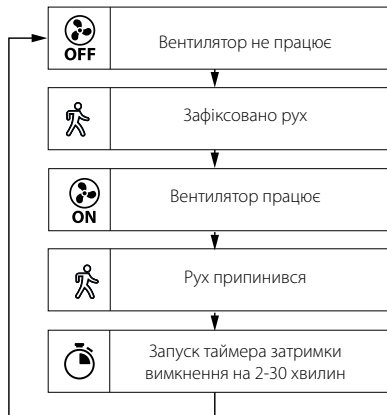 OFF
Вентилятор не працює
Зафіксовано рух
ON
Вентилятор працює
Рух припинився
Запуск таймера затримки
вимкнення на 2-30 хвилин